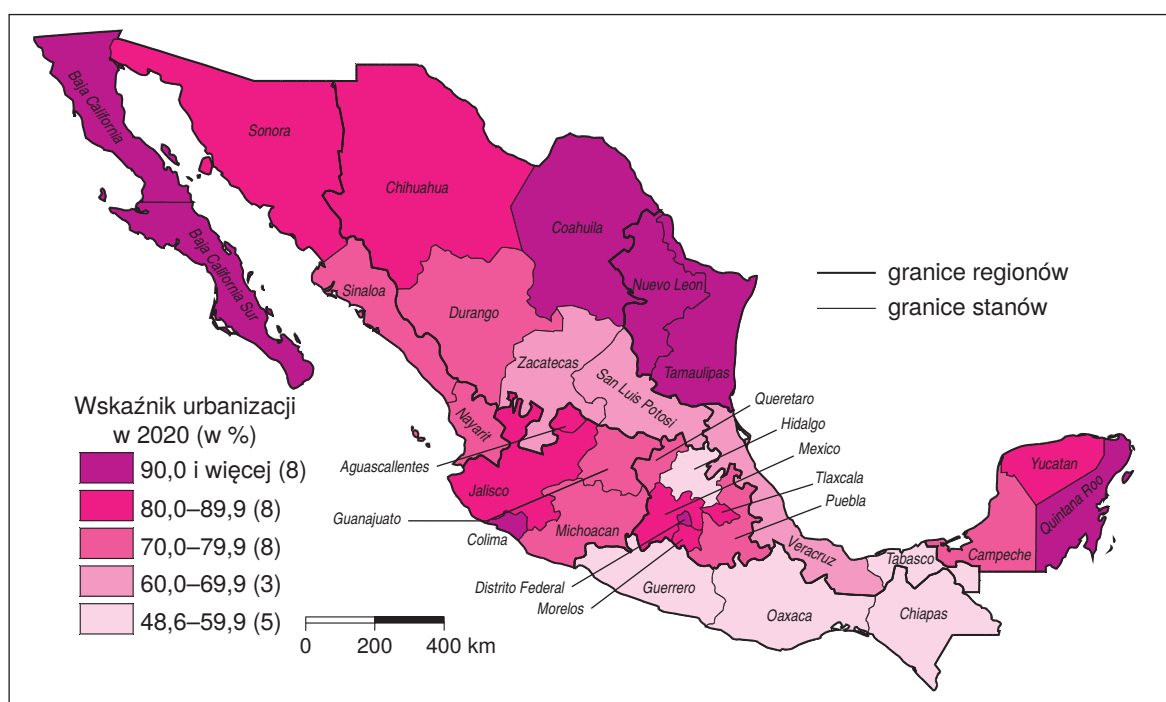 Baja California
Sonora
Chihuahua
Coahuila
Baja California Sur
Sinaloa
Durango
Nuevo Leon
Tamaulipas
Zacatecas
San Luis Potosi
Nayarit
granice regionów
granice stanów
Wskaźnik urbanizacji
w 2020 (w %)
90,0 i więcej (8)
80,0–89,9 (8)
70,0–79,9 (8)
60,0–69,9 (3)
48,6–59,9 (5)
Queretaro
Hidalgo
Mexico
Tlaxcala
Puebla
Aguascallentes
Jalisco
Guanajuato
Colima
Michoacan
Distrito Federal
Morelos
Guerrero
Oaxaca
Veracruz
Tabasco
Chiapas
Campeche
Yucatan
Quintana Roo
0 200 400 km